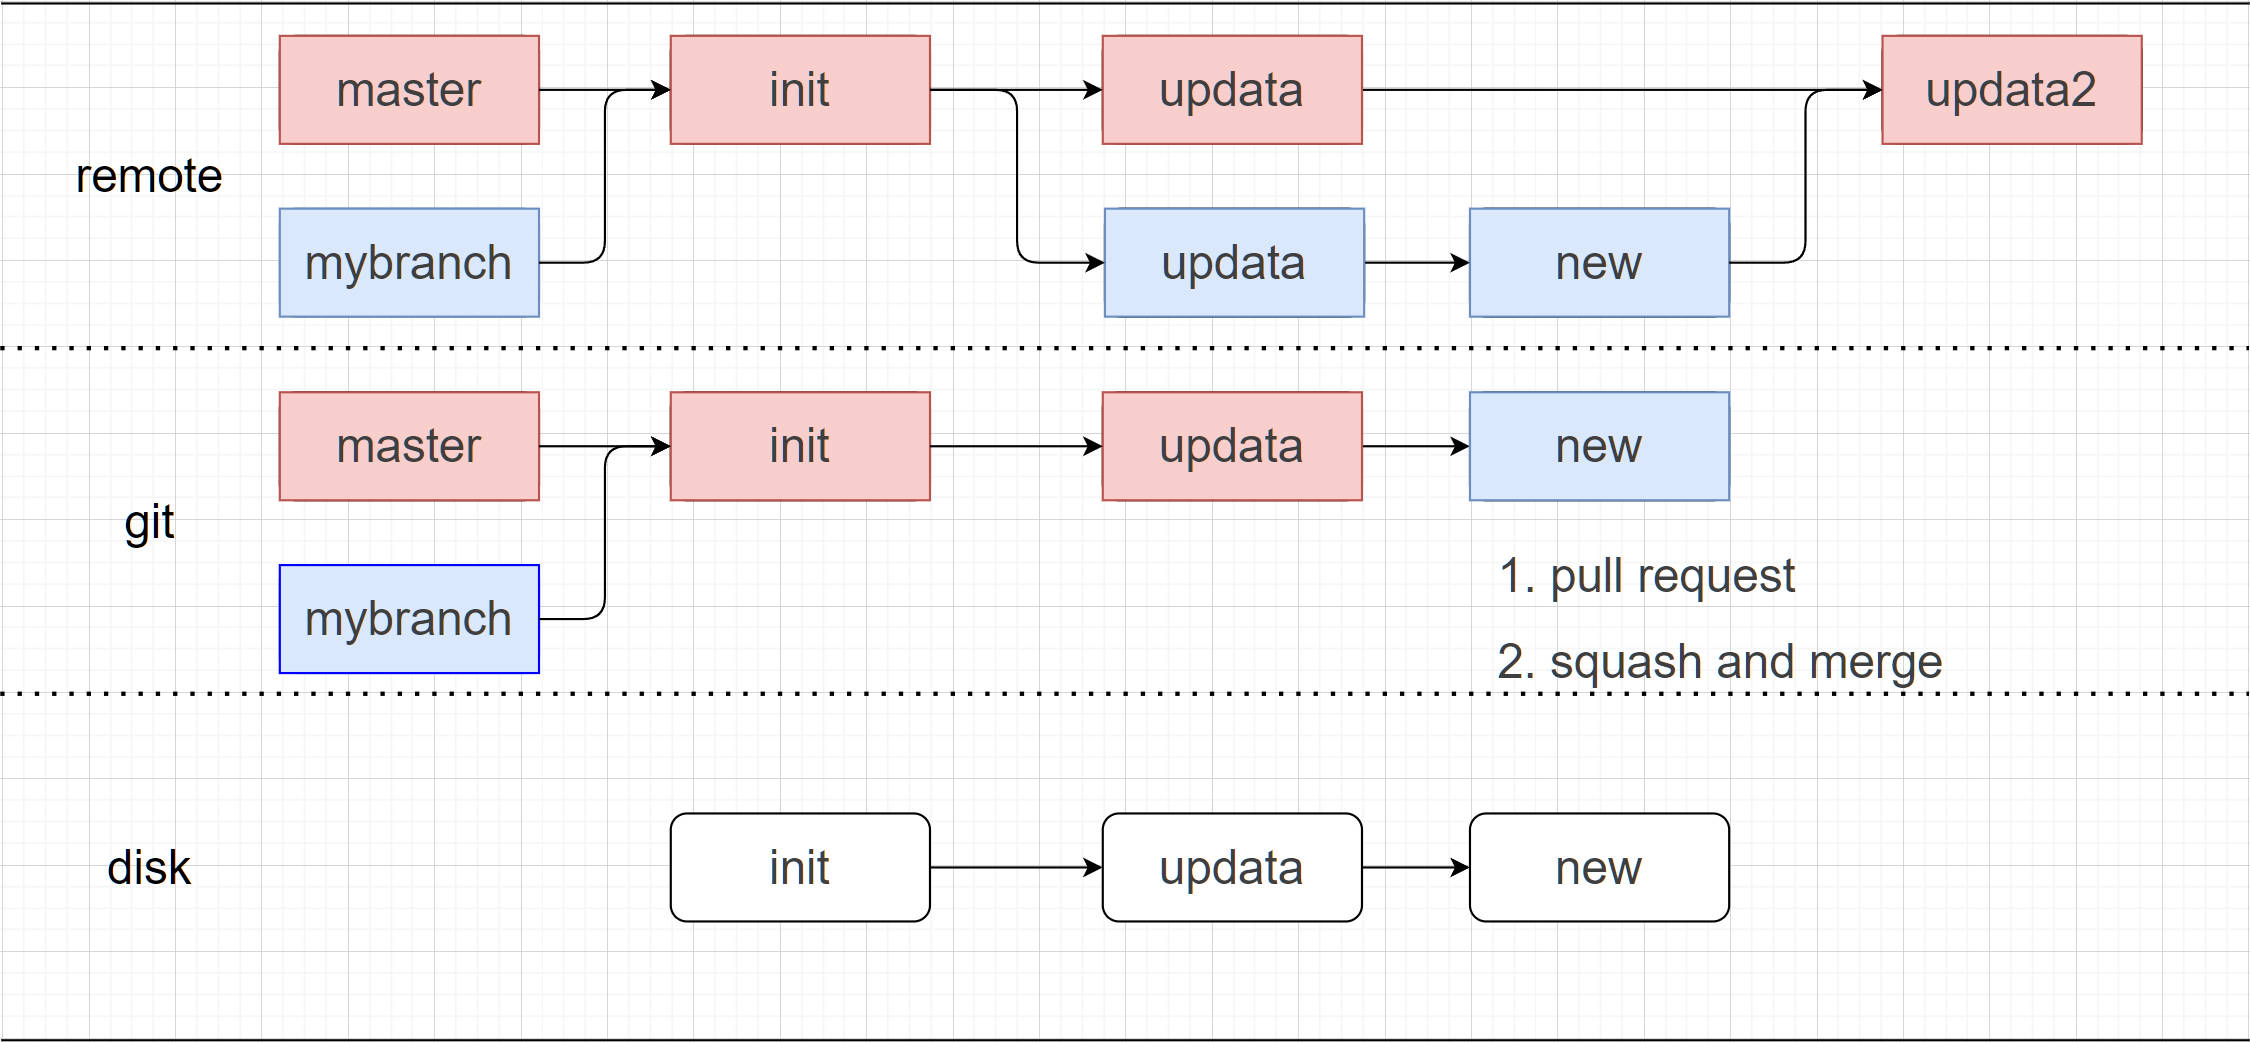 master
init
updata
updata2
remote
mybranch
updata
new
master
init
updata
new
git
mybranch
1. pull request
2. squash and merge
disk
init
updata
new